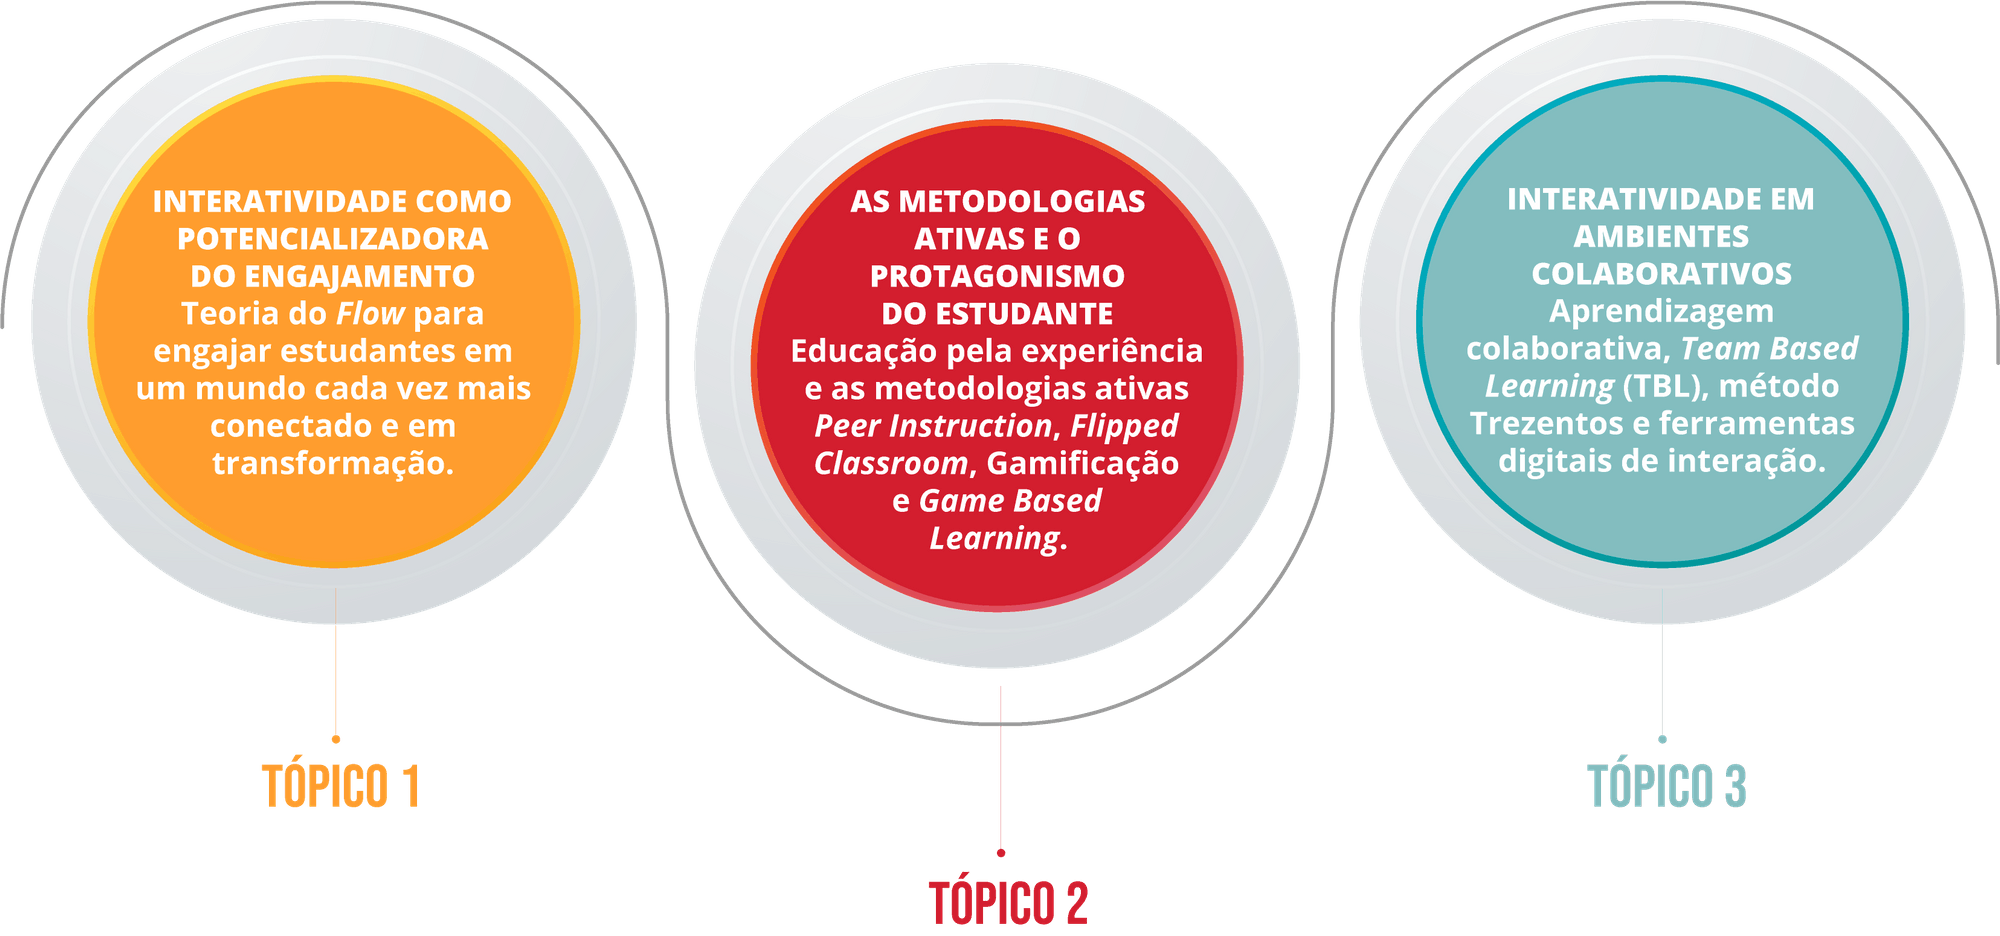 INTERATIVIDADE COMO
POTENCIALIZADORA
DO ENGAJAMENTO
Teoria do Flow para
engajar estudantes em
um mundo cada vez mais
conectado e em
transformação.
TÓPICO 1
AS METODOLOGIAS
ATIVAS E O
PROTAGONISMO
DO ESTUDANTE
Educação pela experiência
e as metodologias ativas
Peer Instruction, Flipped
Classroom, Gamificação
e Game Based
Learning.
TÓPICO 2
INTERATIVIDADE EM
AMBIENTES
COLABORATIVOS
Aprendizagem
colaborativa, Team Based
Learning (TBL), método
Trezentos e ferramentas
digitais de interação.
TÓPICO 3